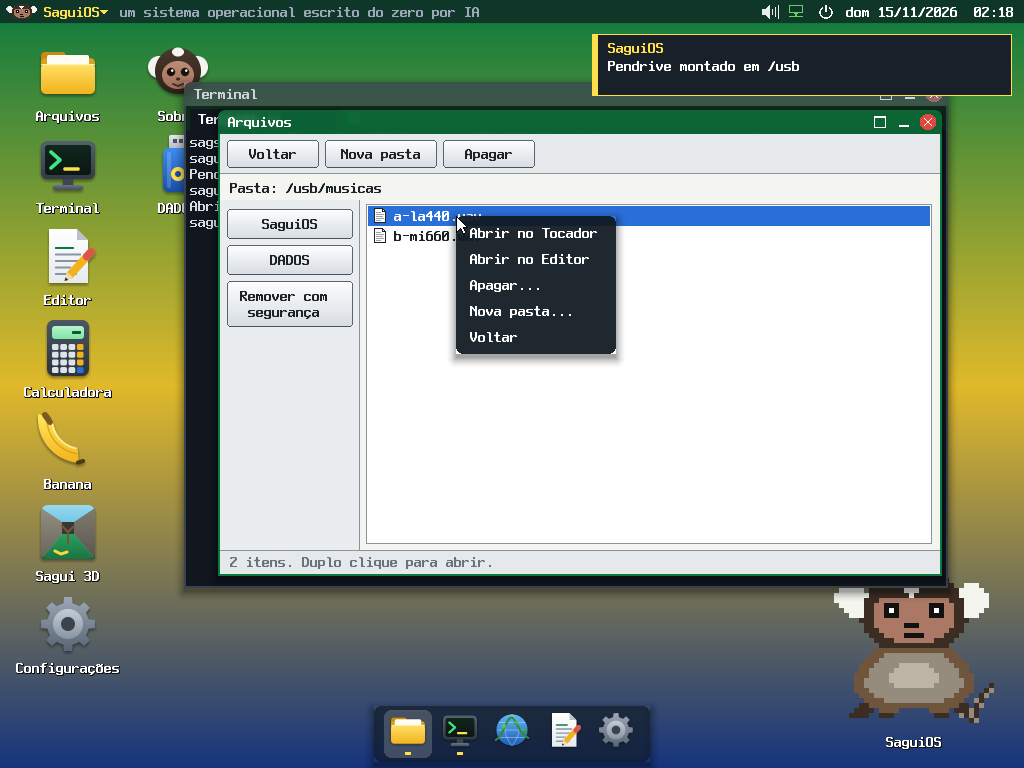 SaguiOS
um sistema operacional escrito do zero por IA
dom 15/11/2026
02:18
SaguiOS
Pendrive montado em /usb
Arquivos
Terminal
Editor
Calculadora
Banana
Sagui 3D
Configurações
Terminal
Arquivos
Voltar
Nova pasta
Apagar
Pasta: /usb/musicas
SaguiOS
DADOS
Remover com
segurança
a-la440.wav
b-mi660.
Abrir no Tocador
Abrir no Editor
Apagar...
Nova pasta...
Voltar
2 itens. Duplo clique para abrir.
SaguiOS